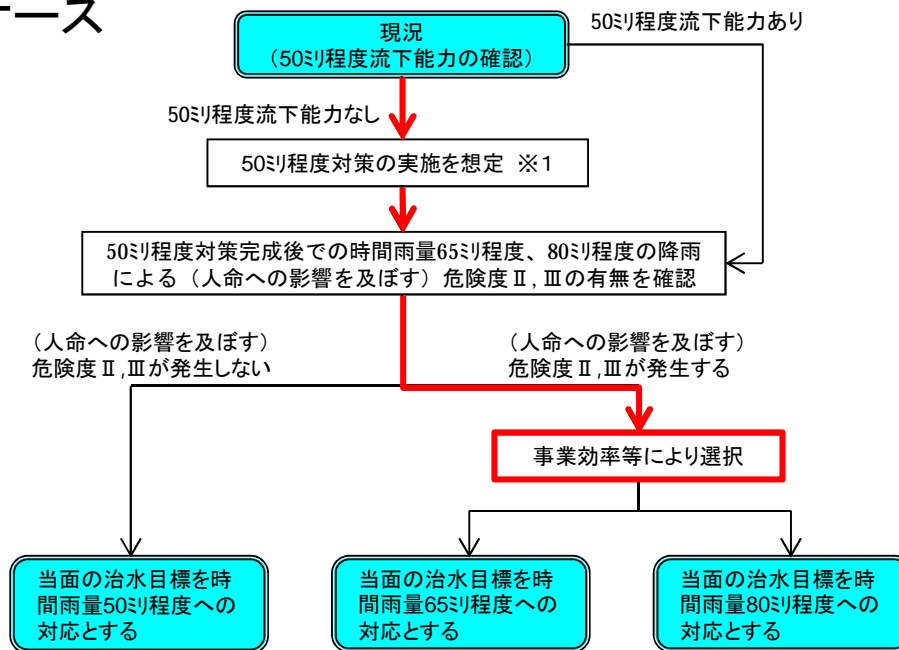 ケース
現況
(50ミリ程度流下能力の確認)
50ミリ程度流下能力あり
50ミリ程度流下能力なし
50ミリ程度対策の実施を想定 ※1
50ミリ程度対策完成後での時間雨量65ミリ程度、80ミリ程度の降雨
による(人命への影響を及ぼす)危険度Ⅱ,Ⅲの有無を確認
(人命への影響を及ぼす)
危険度Ⅱ,Ⅲが発生しない
(人命への影響を及ぼす)
危険度Ⅱ,Ⅲが発生する
事業効率等により選択
当面の治水目標を時
間雨量50ミリ程度への
対応とする
当面の治水目標を時
間雨量65ミリ程度への
対応とする
当面の治水目標を時
間雨量80ミリ程度への
対応とする